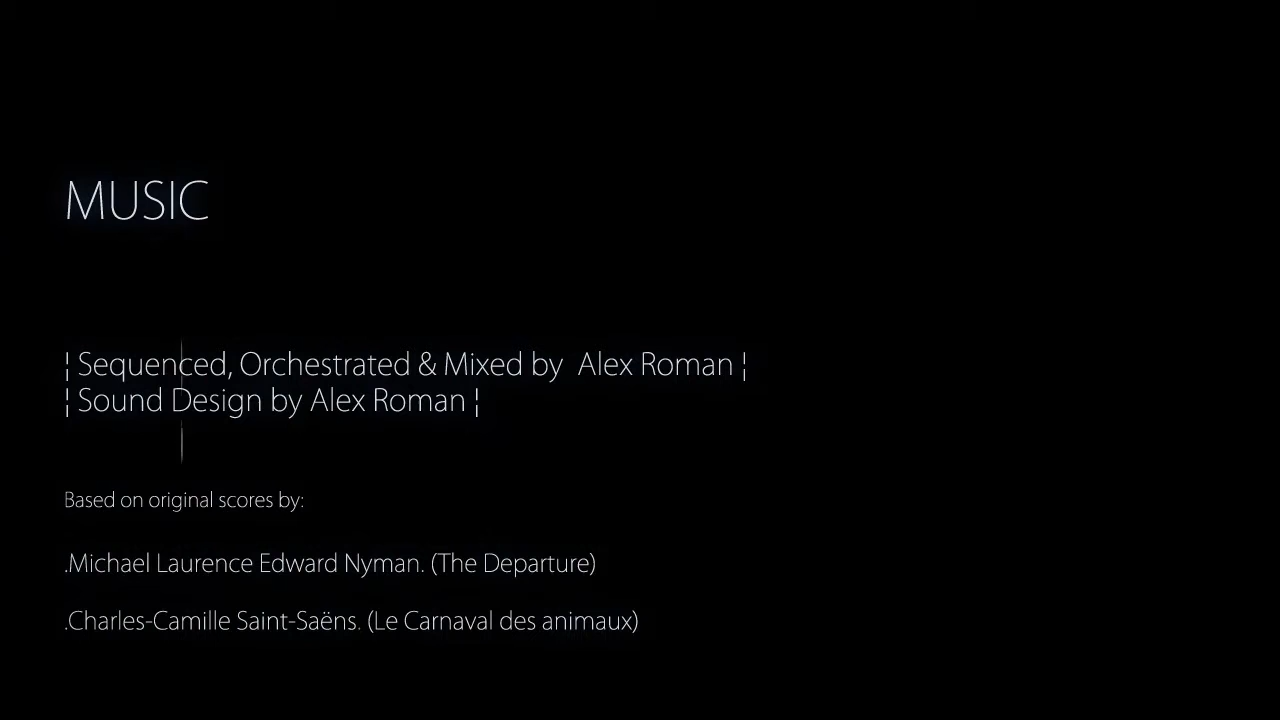 MUSIC
¦ Sequenced, Orchestrated & Mixed by  Alex Roman ¦
¦ Sound Design by Alex Roman ¦
Based on original scores by:
.Michael Laurence Edward Nyman. (The Departure)
.Charles-Camille Saint-Saëns. (Le Carnaval des animaux)